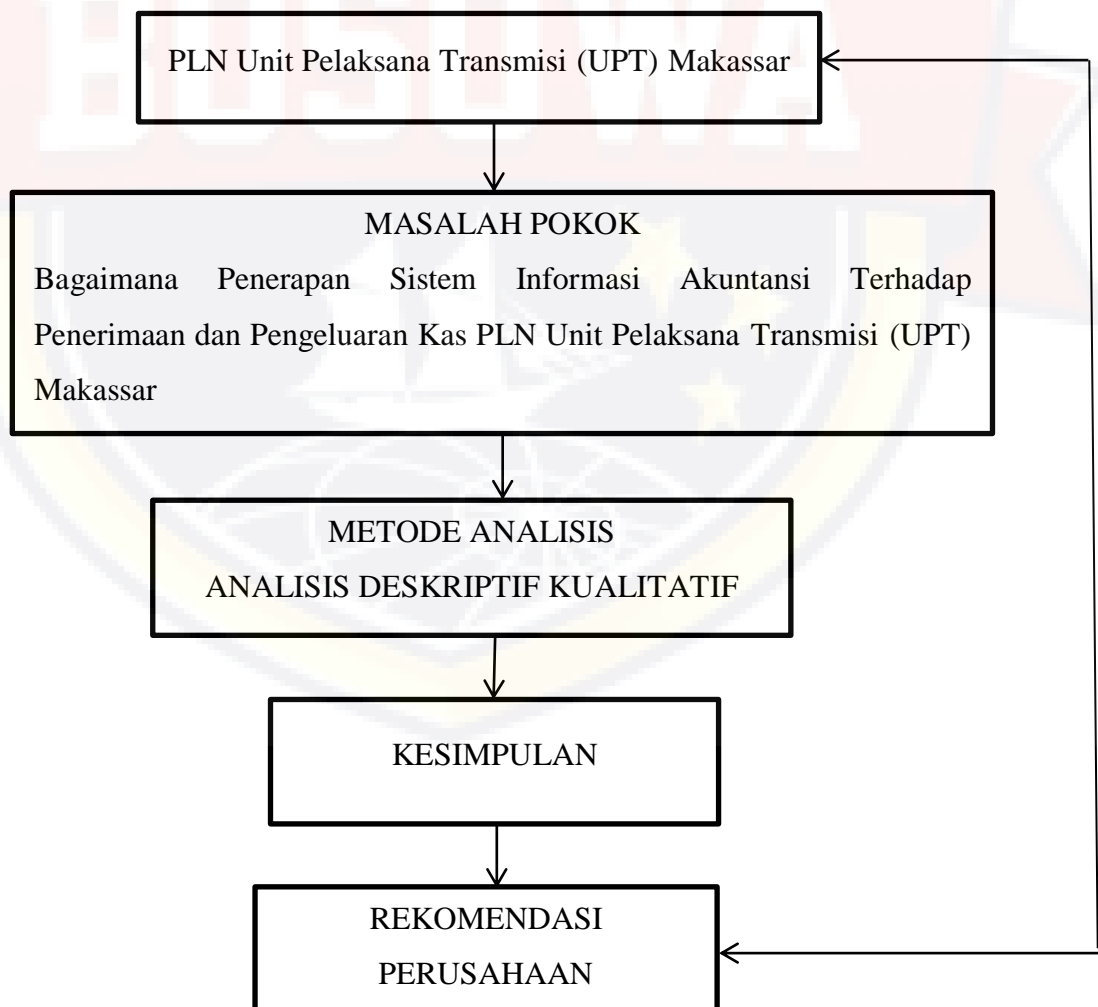 BOSOWA
PLN Unit Pelaksana Transmisi (UPT) Makassar
MASALAH POKOK
Bagaimana Penerapan Sistem Informasi Akuntansi Terhadap
Penerimaan dan Pengeluaran Kas PLN Unit Pelaksana Transmisi (UPT)
Makassar
METODE ANALISIS
ANALISIS DESKRIPTIF KUALITATIF
KESIMPULAN
REKOMENDASI
PERUSAHAAN